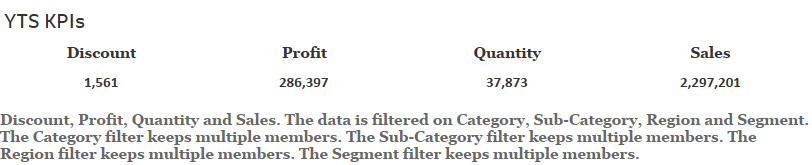 YTS KPIs
Discount Profit Quantity Sales
1,561 286,397 37,873 2,297,201
Discount, Profit, Quantity and Sales. The data is filtered on Category, Sub-Category, Region and Segment.
The Category filter keeps multiple members. The Sub-Category filter keeps multiple members. The
Region filter keeps multiple members. The Segment filter keeps multiple members.